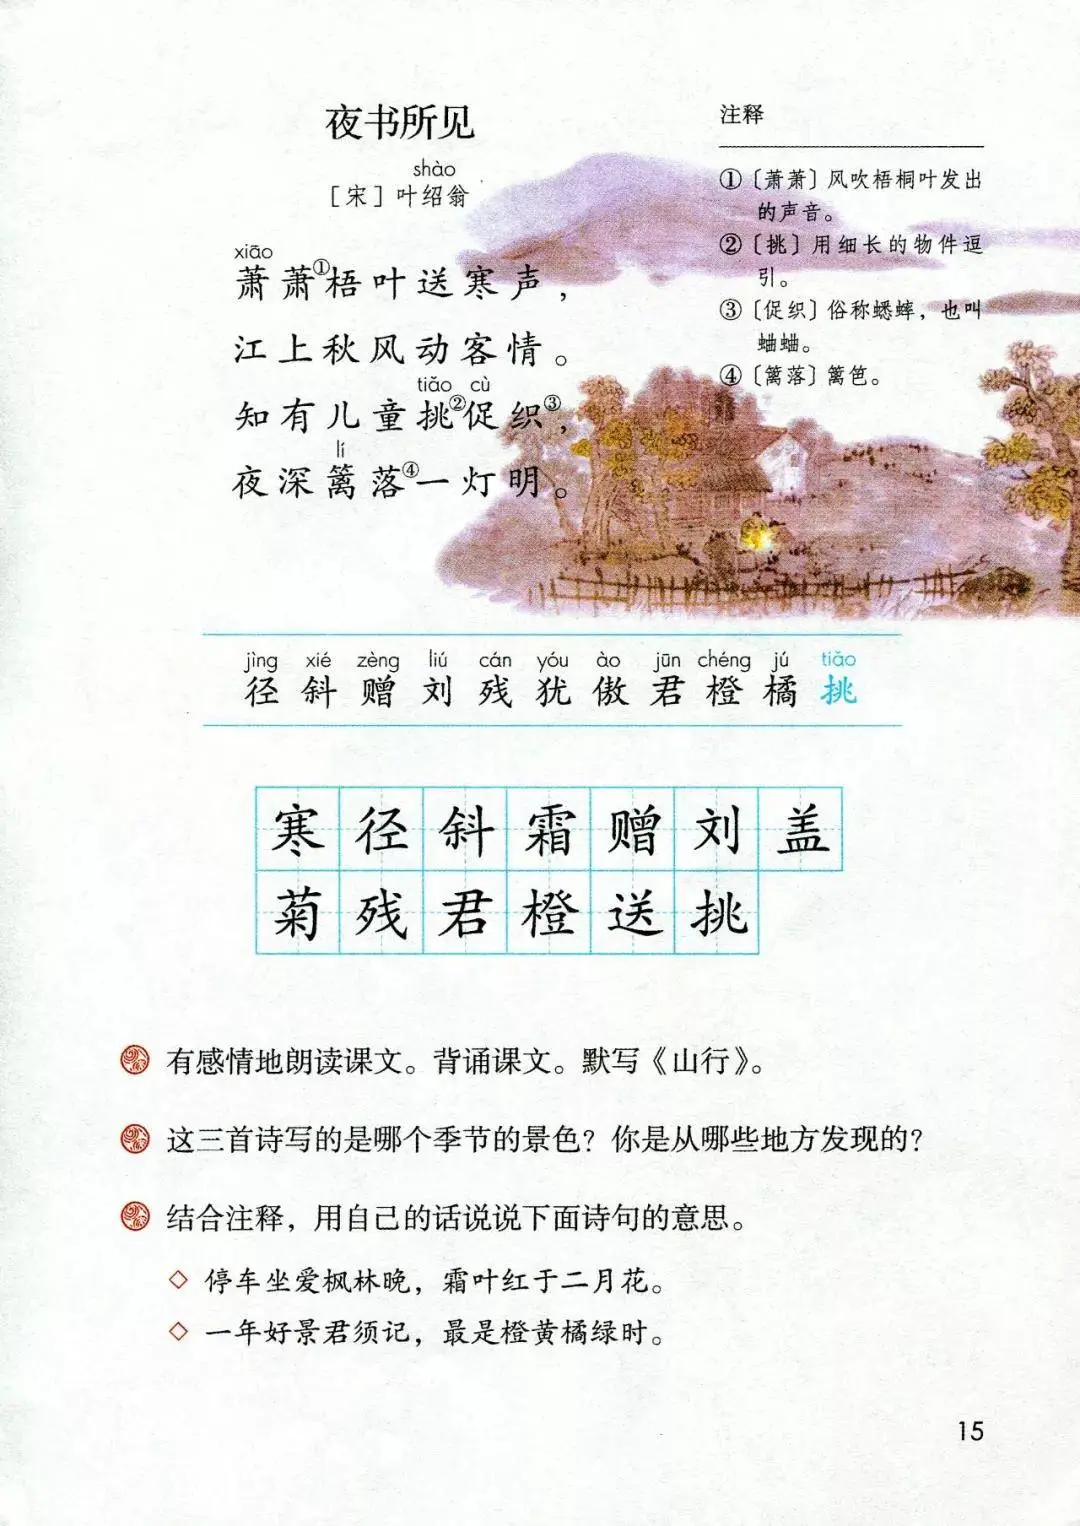 夜书所见
shào
［宋］叶绍翁
xiāo
萧萧①梧叶送寒声，
江上秋风动客情。
tiǎo cù
知有儿童挑②促织③，
lí
夜深篱落④一灯明。
注释
①〔萧萧〕风吹梧桐叶发出
的声音。
②〔挑〕用细长的物件逗
引。
③〔促织〕俗称蟋蟀，也叫
蛐蛐。
④〔篱落〕篱笆。
jìng xié zèng liú cán yóu ào jūn chéng jú tiǎo
径 斜 赠 刘 残 犹 傲 君 橙 橘 挑
寒 径 斜 霜 赠 刘 盖
菊 残 君 橙 送 挑
有感情地朗读课文。背诵课文。默写《山行》。
这三首诗写的是哪个季节的景色？你是从哪些地方发现的？
结合注释，用自己的话说说下面诗句的意思。
◇ 停车坐爱枫林晚，霜叶红于二月花。
◇ 一年好景君须记，最是橙黄橘绿时。
15